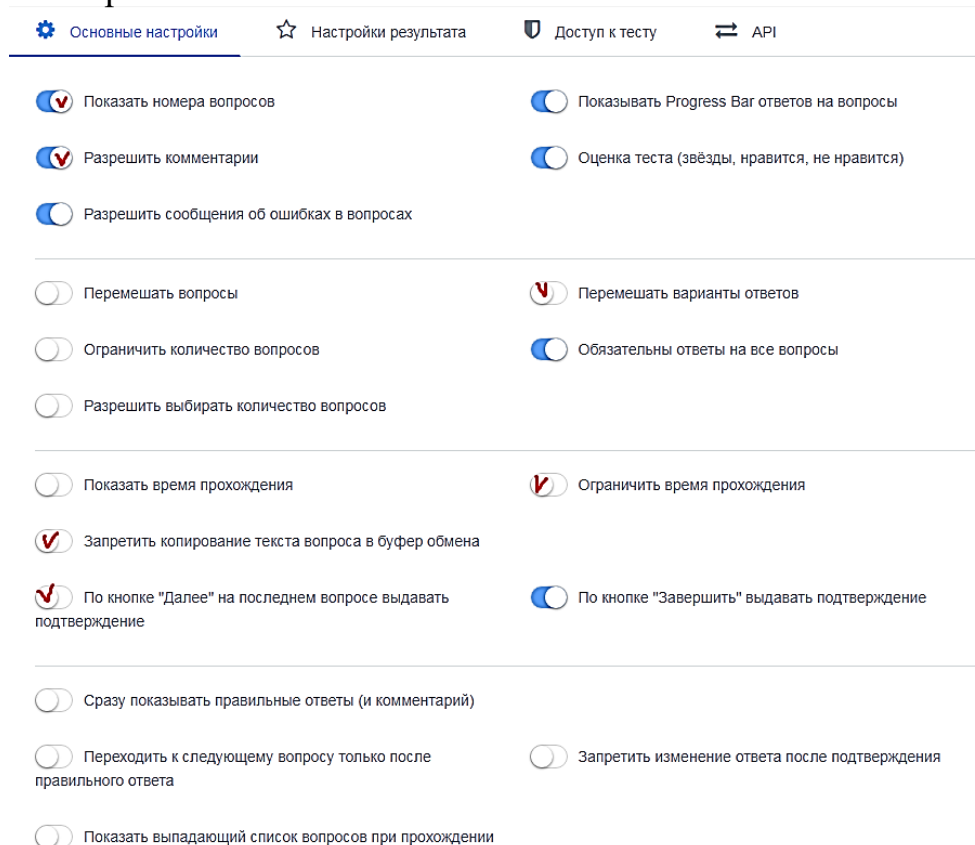 Основные настройки Настройки результата Доступ к тесту API
Показать номера вопросов Показывать Progress Bar ответов на вопросы
Разрешить комментарии Оценка теста (звёзды, нравится, не нравится)
Разрешить сообщения об ошибках в вопросах
Перемешать вопросы Перемешать варианты ответов
Ограничить количество вопросов Обязательны ответы на все вопросы
Разрешить выбирать количество вопросов
Показать время прохождения Ограничить время прохождения
Запретить копирование текста вопроса в буфер обмена
По кнопке "Далее" на последнем вопросе выдавать По кнопке "Завершить" выдавать подтверждение
подтверждение
Сразу показывать правильные ответы (и комментарий)
Переходить к следующему вопросу только после Запретить изменение ответа после подтверждения
правильного ответа
Показать выпадающий список вопросов при прохождении